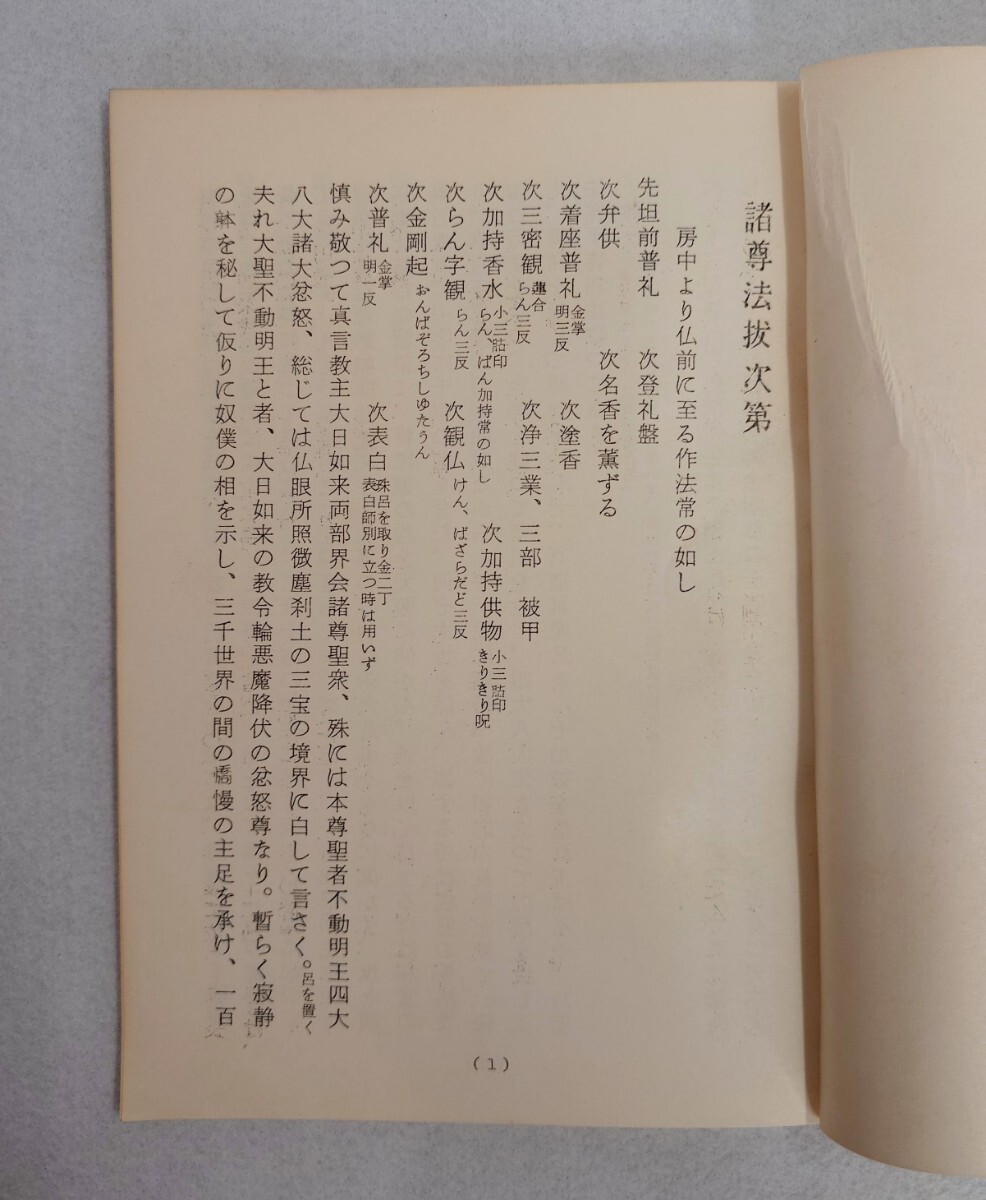 諸尊法抜次第
房中より仏前に至る作法常の如し
先坦前普礼　次登礼盤
次弁供　次名香を薫ずる
次着座普礼 金掌 明三反　次塗香
次三密観 蓮合 らん三反　次浄三業、三部　被甲
次加持香水 小三鈷印 らん、ばん加持常の如し　次加持供物 小三鈷印 きりきり呪
次らん字観 らん三反　次観仏 けん、ばざらだど三反
次金剛起 おんばぞろちしゆたうん
次普礼 金掌 明一反　次表白 殊呂を取り金二丁 表白師別に立つ時は用いず
慎み敬つて真言教主大日如来両部界会諸尊聖衆、殊には本尊聖者不動明王四大
八大諸大忿怒、総じては仏眼所照微塵刹土の三宝の境界に白して言さく。呂を置く
夫れ大聖不動明王と者、大日如来の教令輪悪魔降伏の忿怒尊なり。暫らく寂静
の躰を秘して仮りに奴僕の相を示し、三千世界の間の憍慢の主足を承け、一百
(1)